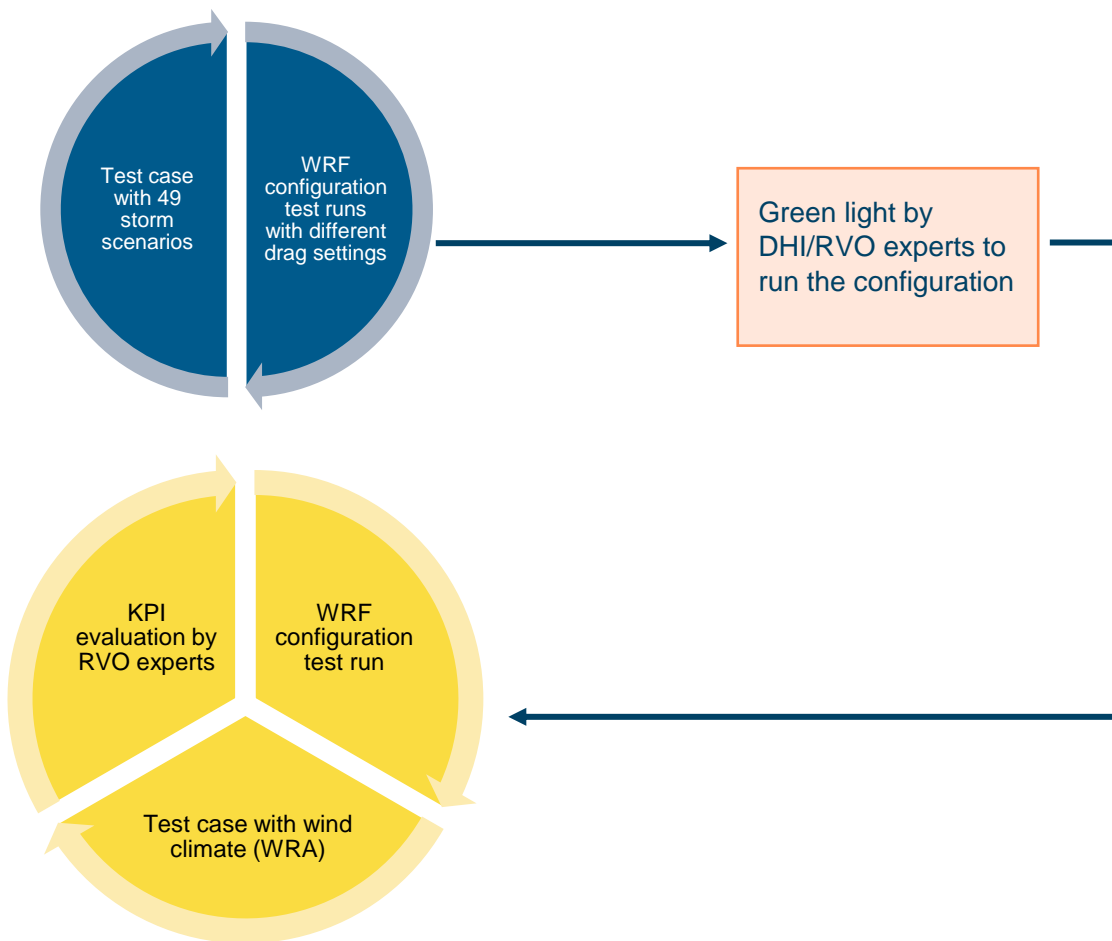 Test case
with 49
storm
scenarios
WRF
configuration
test runs
with different
drag settings
Green light by
DHI/RVO experts to
run the configuration
KPI
evaluation by
RVO experts
WRF
configuration
test run
Test case with wind
climate (WRA)